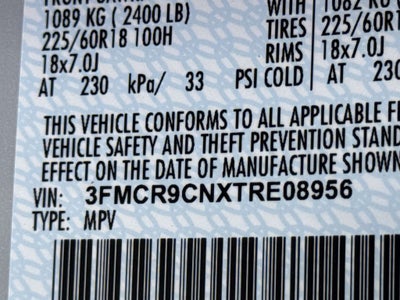 1089 KG ( 2400 LB) WITH 1082 KG
225/60R18 100H TIRES 225/60R
18x7.0J RIMS 18x7.0J
AT 230 kPa/ 33 PSI COLD AT 230
THIS VEHICLE CONFORMS TO ALL APPLICABLE FE
VEHICLE SAFETY AND THEFT PREVENTION STAND
EFFECT ON THE DATE OF MANUFACTURE SHOWN
VIN: 3FMCR9CNXTRE08956
TYPE: MPV